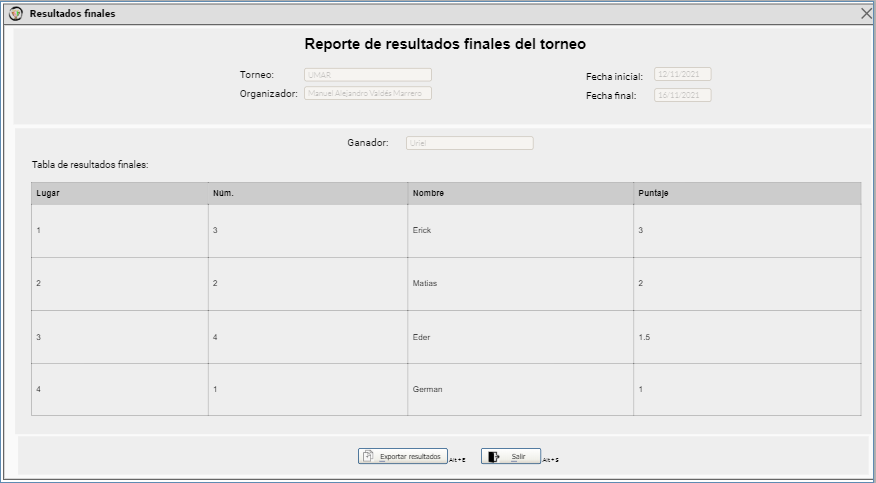 Resultados finales
Reporte de resultados finales del torneo
Torneo: UMAR Fecha inicial: 12/11/2021
Organizador: Manuel Alejandro Valdés Marrero Fecha final: 16/11/2021
Ganador: Uriel
Tabla de resultados finales:
Lugar Núm. Nombre Puntaje
1 3 Erick 3
2 2 Matías 2
3 4 Eder 1.5
4 1 German 1
Exportar resultados Alt+E Salir Alt+S